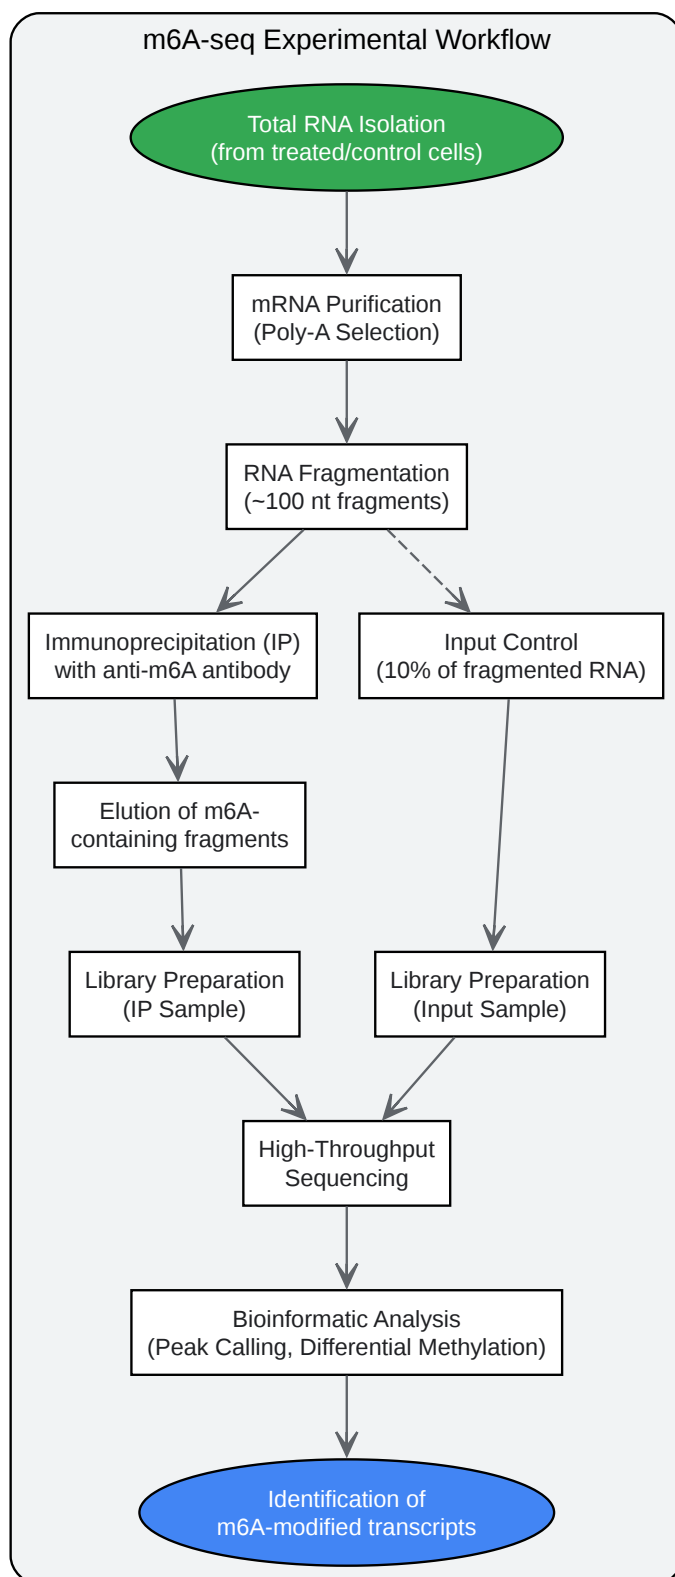 m6A-seq Experimental Workflow
Total RNA Isolation
(from treated/control cells)
mRNA Purification
(Poly-A Selection)
RNA Fragmentation
(~100 nt fragments)
Immunoprecipitation (IP)
with anti-m6A antibody
Input Control
(10% of fragmented RNA)
Elution of m6A-
containing fragments
Library Preparation
(IP Sample)
Library Preparation
(Input Sample)
High-Throughput
Sequencing
Bioinformatic Analysis
(Peak Calling, Differential Methylation)
Identification of
m6A-modified transcripts